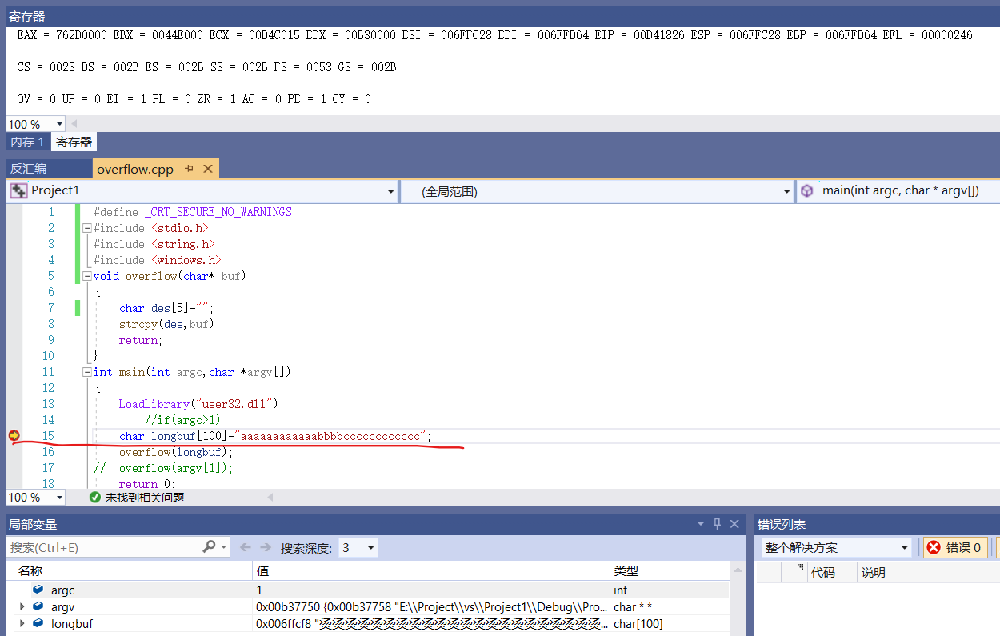 寄存器
EAX = 762D0000 EBX = 0044E000 ECX = 00D4C015 EDX = 00B30000 ESI = 006FFC28 EDI = 006FFD64 EIP = 00D41826 ESP = 006FFC28 EBP = 006FFD64 EFL = 00000246
CS = 0023 DS = 002B ES = 002B SS = 002B FS = 0053 GS = 002B
OV = 0 UP = 0 EI = 1 PL = 0 ZR = 1 AC = 0 PE = 1 CY = 0
100 %
内存 1 寄存器
反汇编 overflow.cpp
Project1 (全局范围) main(int argc, char * argv[])
1 #define _CRT_SECURE_NO_WARNINGS
2 #include <stdio.h>
3 #include <string.h>
4 #include <windows.h>
5 void overflow(char* buf)
6 {
7 char des[5]="";
8 strcpy(des,buf);
9 return;
10 }
11 int main(int argc,char *argv[])
12 {
13 LoadLibrary("user32.dll");
14 //if(argc>1)
15 char longbuf[100]="aaaaaaaaaaaabbbbcccccccccccc";
16 overflow(longbuf);
17 // overflow(argv[1]);
18 return 0;
100 % 未找到相关问题
局部变量 错误列表
搜索(Ctrl+E) 搜索深度: 3 整个解决方案 错误 0
名称 值 类型 代码 说明
argc 1 int
argv 0x00b37750 {0x00b37758 "E:\\Project\\vs\\Project1\\Debug\\Pro... char * *
longbuf 0x006ffcf8 "烫烫烫烫烫烫烫烫烫烫烫烫烫烫烫烫烫烫烫烫烫烫... char[100]